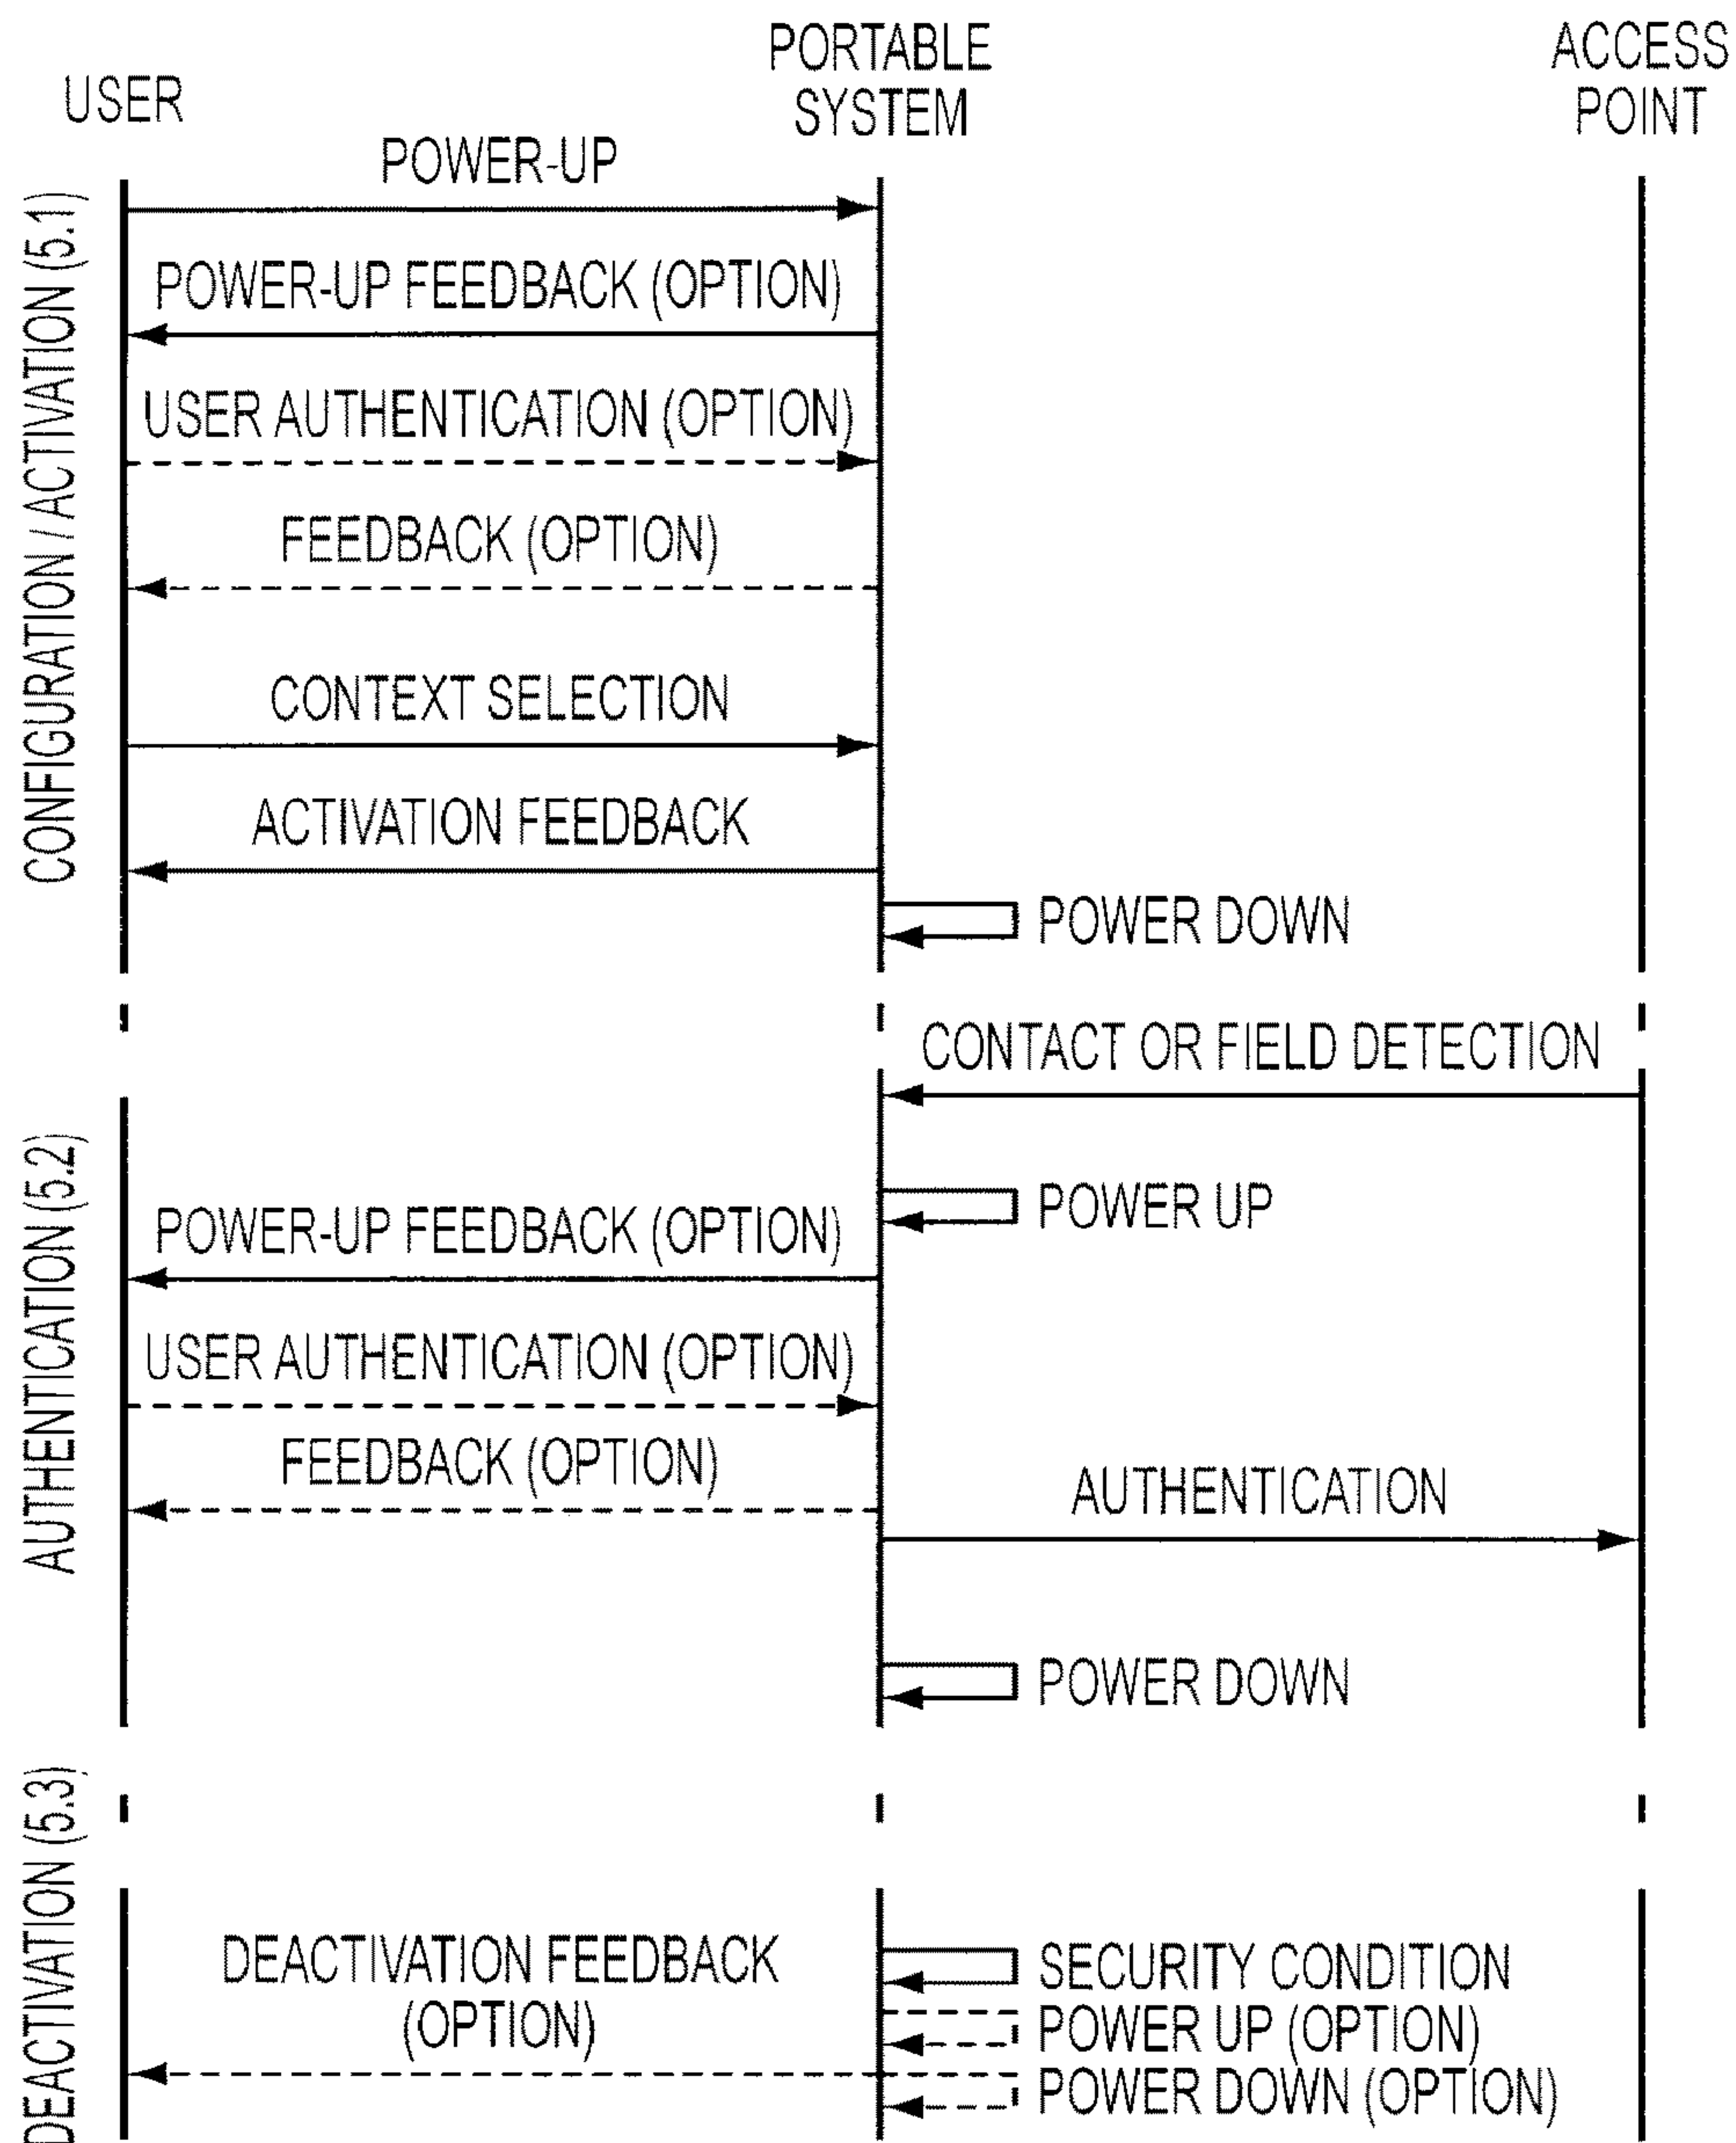 USER
PORTABLE
SYSTEM
ACCESS
POINT
CONFIGURATION / ACTIVATION (5.1)
POWER-UP
POWER-UP FEEDBACK (OPTION)
USER AUTHENTICATION (OPTION)
FEEDBACK (OPTION)
CONTEXT SELECTION
ACTIVATION FEEDBACK
POWER DOWN
CONTACT OR FIELD DETECTION
AUTHENTICATION (5.2)
POWER UP
POWER-UP FEEDBACK (OPTION)
USER AUTHENTICATION (OPTION)
FEEDBACK (OPTION)
AUTHENTICATION
POWER DOWN
DEACTIVATION (5.3)
DEACTIVATION FEEDBACK
(OPTION)
SECURITY CONDITION
POWER UP (OPTION)
POWER DOWN (OPTION)